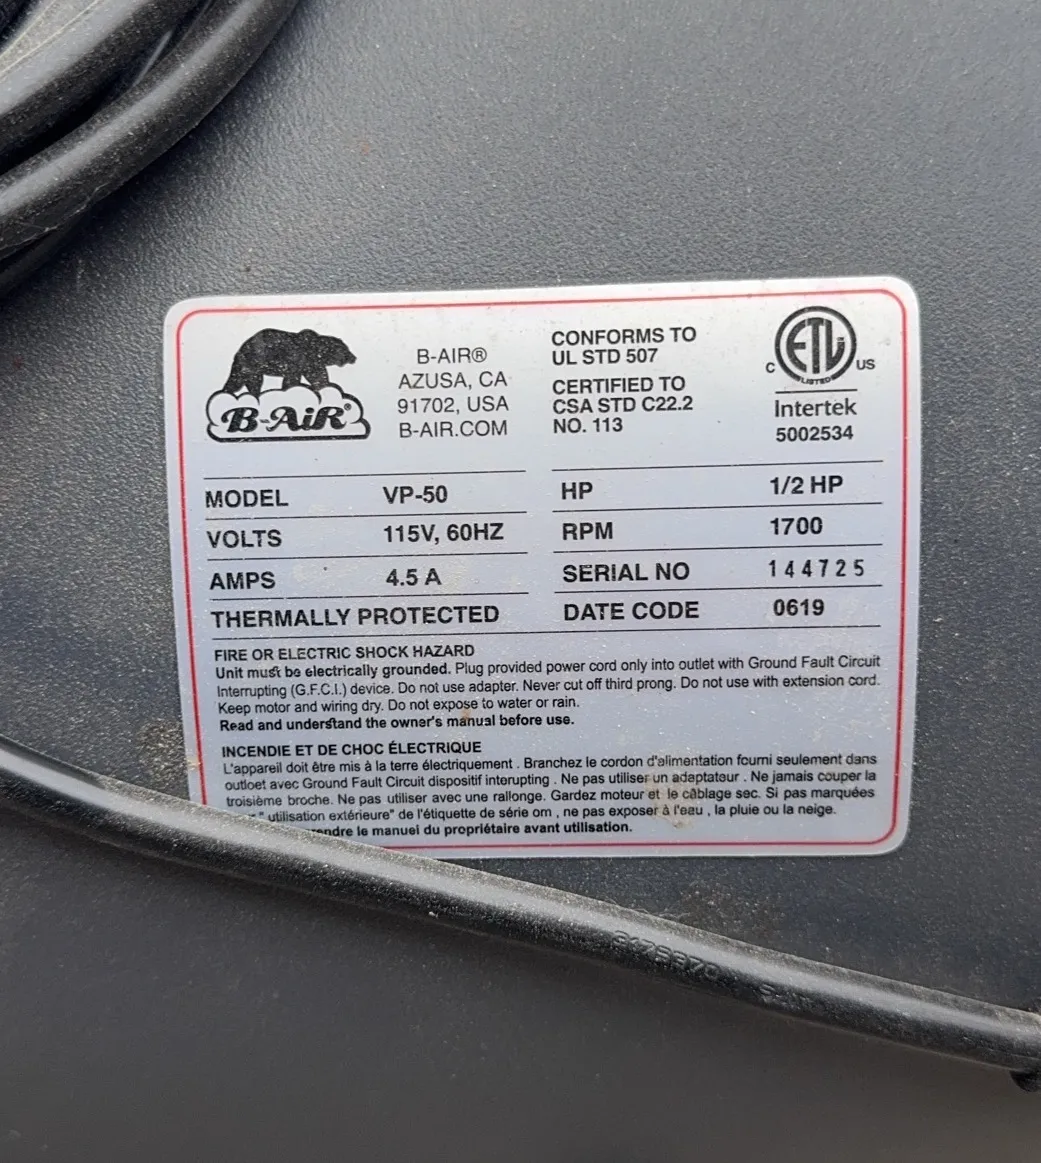 B-AiR®
B-AIR®
AZUSA, CA
91702, USA
B-AIR.COM
CONFORMS TO
UL STD 507
CERTIFIED TO
CSA STD C22.2
NO. 113
ETL
LISTED
C US
Intertek
5002534
MODEL VP-50
VOLTS 115V, 60HZ
AMPS 4.5 A
THERMALLY PROTECTED
HP 1/2 HP
RPM 1700
SERIAL NO 144725
DATE CODE 0619
FIRE OR ELECTRIC SHOCK HAZARD
Unit must be electrically grounded. Plug provided power cord only into outlet with Ground Fault Circuit
Interrupting (G.F.C.I.) device. Do not use adapter. Never cut off third prong. Do not use with extension cord.
Keep motor and wiring dry. Do not expose to water or rain.
Read and understand the owner's manual before use.
INCENDIE ET DE CHOC ÉLECTRIQUE
L'appareil doit être mis à la terre électriquement . Branchez le cordon d'alimentation fourni seulement dans
outloet avec Ground Fault Circuit dispositif interupting . Ne pas utiliser un adaptateur . Ne jamais couper la
troisième broche. Ne pas utiliser avec une rallonge. Gardez moteur et le câblage sec. Si pas marquées
" utilisation extérieure" de l'étiquette de série om , ne pas exposer à l'eau , la pluie ou la neige.
le manuel du propriétaire avant utilisation.